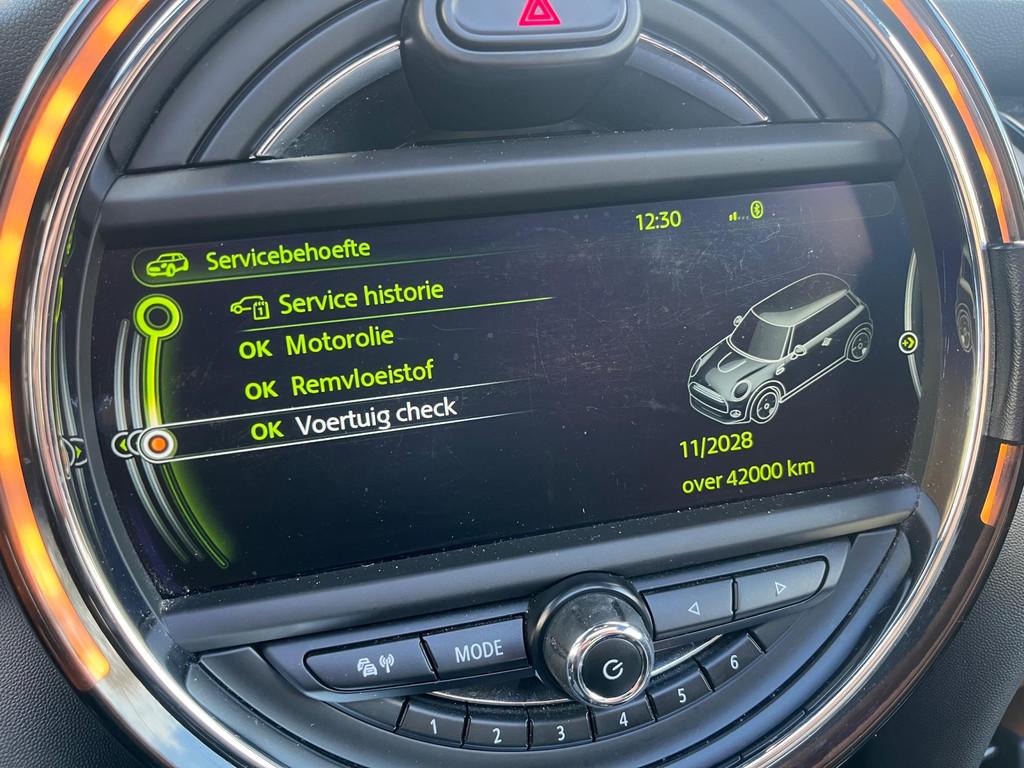 12:30
Servicebehoefte
Service historie
OK Motorolie
OK Remvloeistof
OK Voertuig check
11/2028
over 42000 km
MODE
1 2 3 4 5 6